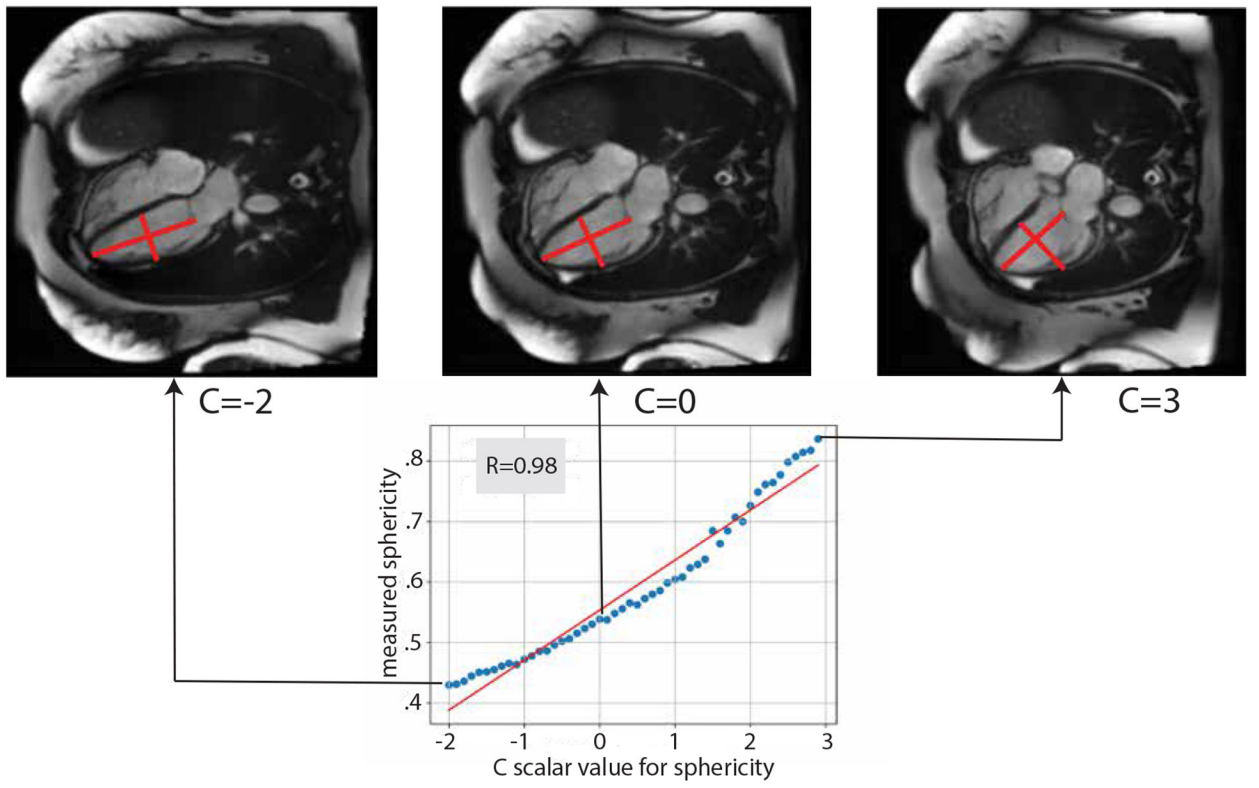 C=-2
C=0
C=3
R=0.98
measured sphericity
.8
.7
.6
.5
.4
-2 -1 0 1 2 3
C scalar value for sphericity